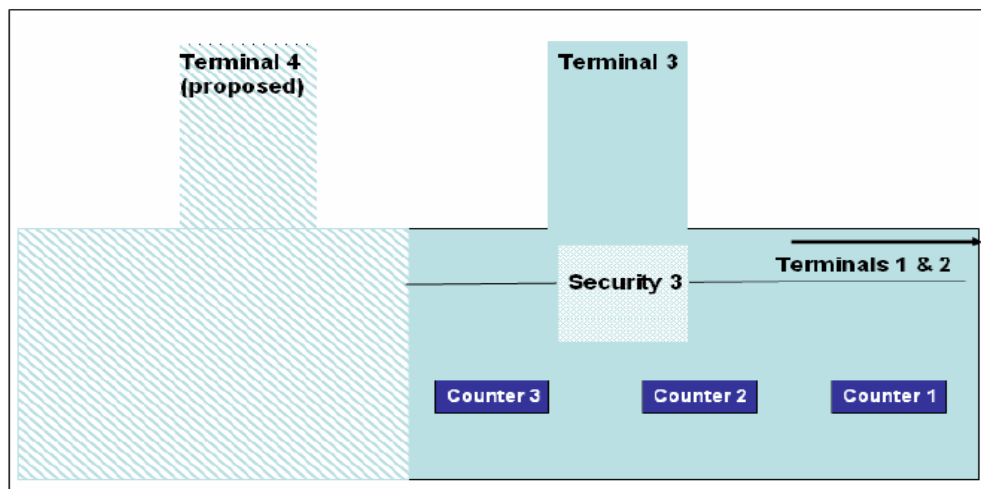 Terminal 4
(proposed)
Terminal 3
Terminals 1 & 2
Security 3
Counter 3
Counter 2
Counter 1